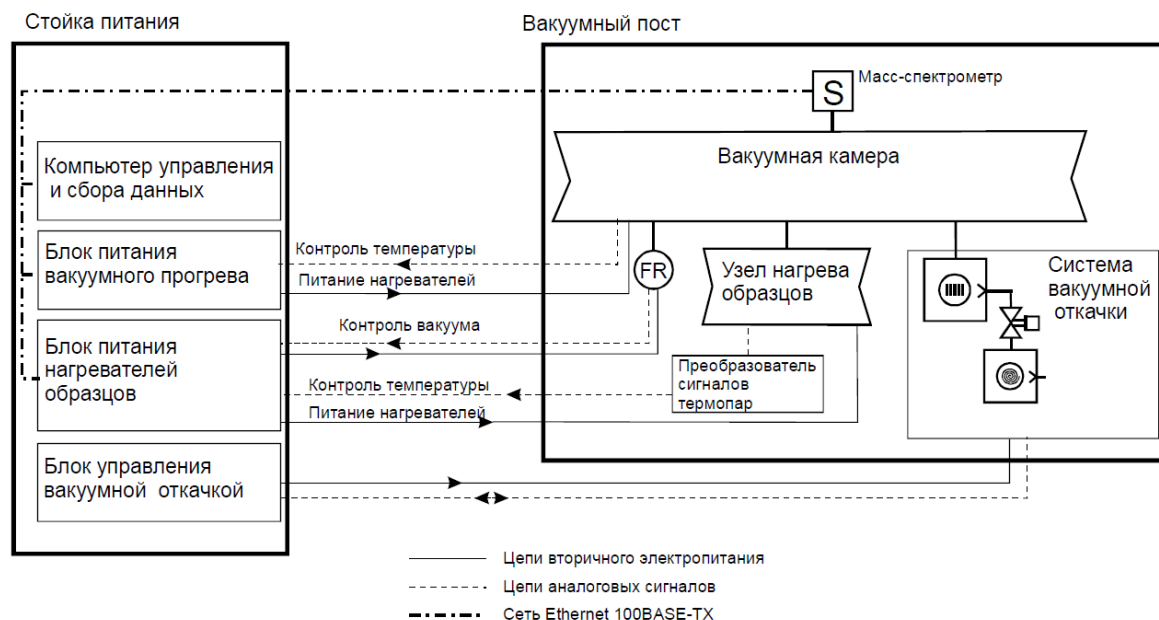 Стойка питания
Вакуумный пост
Масс-спектрометр
S
Вакуумная камера
Компьютер управления
и сбора данных
Блок питания
вакуумного прогрева
Контроль температуры
Питание нагревателей
FR
Узел нагрева
образцов
Система
вакуумной
откачки
Контроль вакуума
Блок питания
нагревателей
образцов
Преобразователь
сигналов
термопар
Контроль температуры
Питание нагревателей
Блок управления
вакуумной откачкой
Цепи вторичного электропитания
Цепи аналоговых сигналов
Сеть Ethernet 100BASE-TX